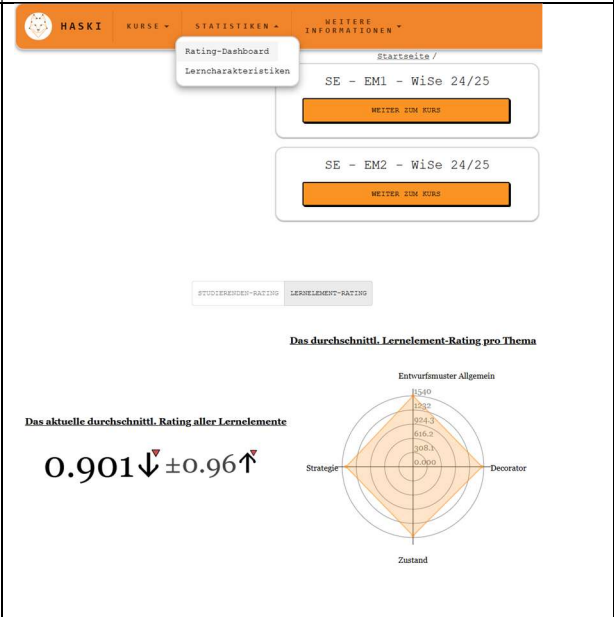 HASKI KURSE STATISTIKEN WEITERE INFORMATIONEN
Rating-Dashboard
Lerncharakteristiken
Startseite /
SE - EM1 - WiSe 24/25
WEITER ZUM KURS
SE - EM2 - WiSe 24/25
WEITER ZUM KURS
STUDIERENDEN-RATING LERNELEMENT-RATING
Das durchschnittl. Lernelement-Rating pro Thema
Entwurfsmuster Allgemein
1540
1232
924.3
616.2
308.1
0.000
Strategie
Decorator
Zustand
Das aktuelle durchschnittl. Rating aller Lernelemente
0.901 ↓ ±0.96 ↑